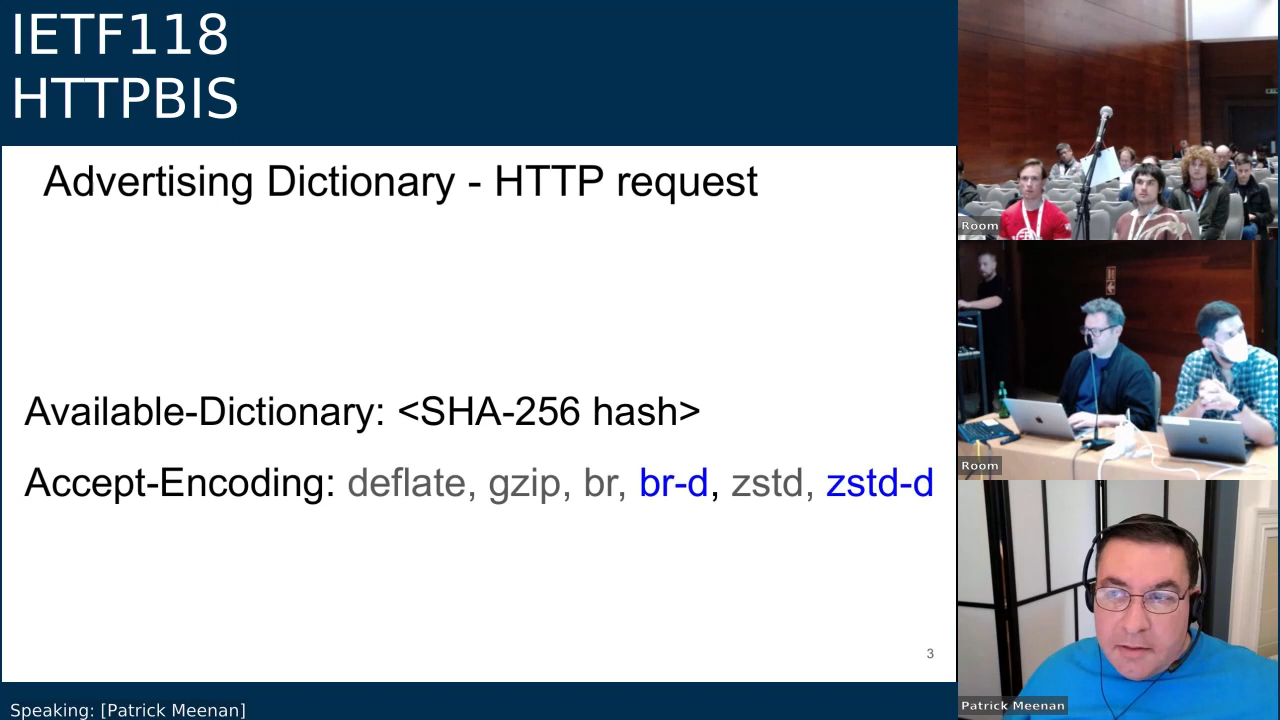 IETF118
HTTPBIS
Advertising Dictionary - HTTP request
Available-Dictionary: <SHA-256 hash>
Accept-Encoding: deflate, gzip, br, br-d, zstd, zstd-d
3
Speaking: [Patrick Meenan]
Room
Room
Patrick Meenan